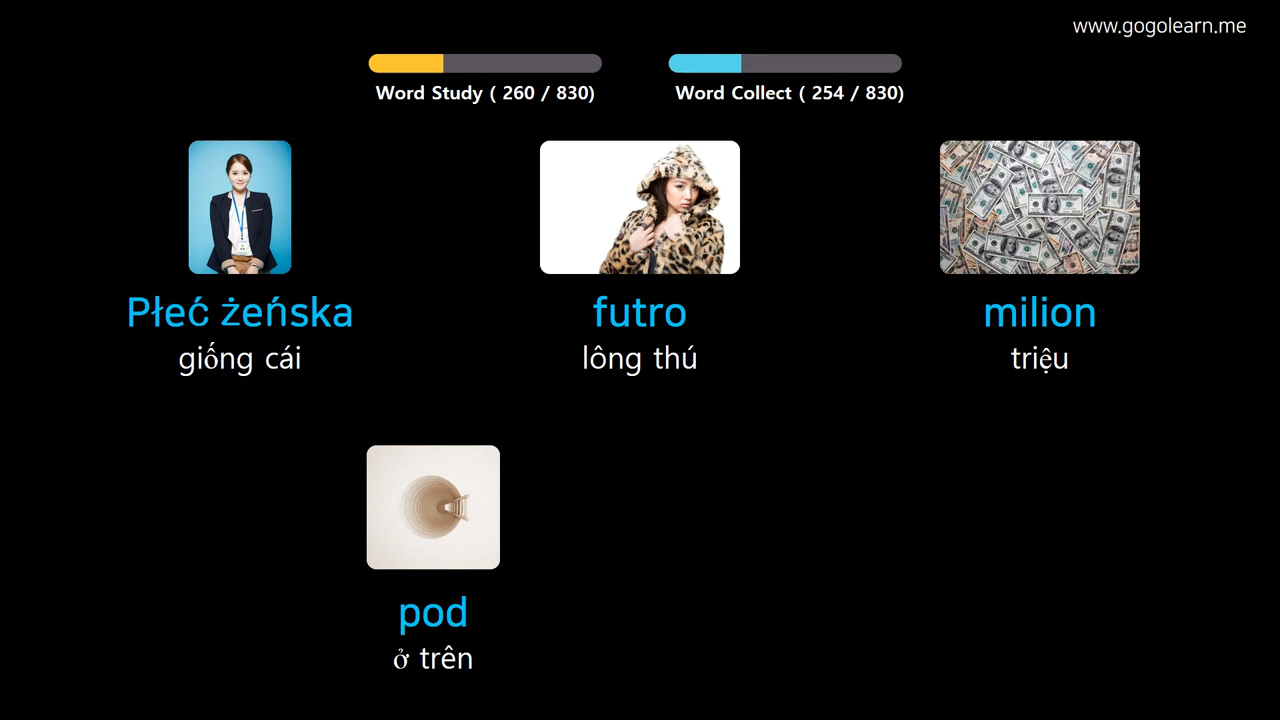 www.gogolearn.me
Word Study ( 260 / 830)
Word Collect ( 254 / 830)
Płeć żeńska
giống cái
futro
lông thú
milion
triệu
pod
ở trên